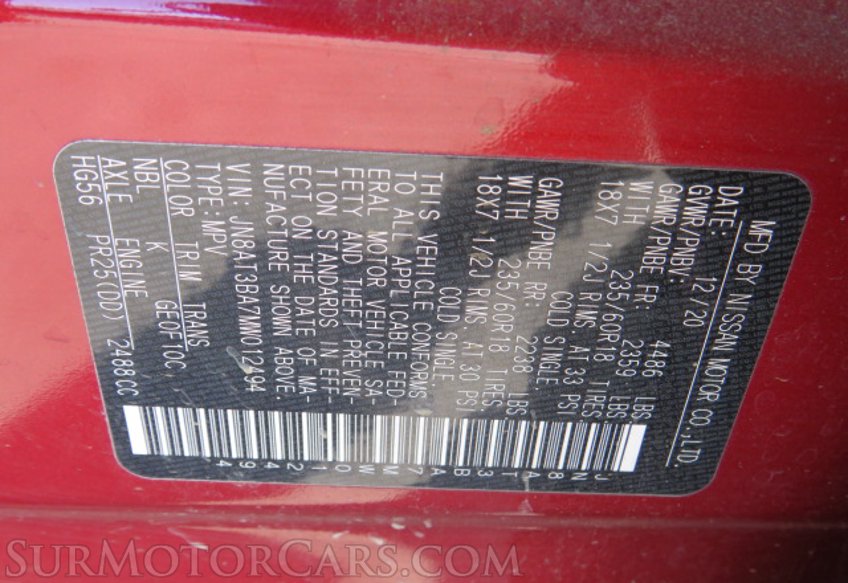 MFD BY NISSAN MOTOR CO.,LTD.
DATE: 12/20
GVWR/PNBV: 4486 LBS.
GAWR/PNBE FR: 2359 LBS.
WITH 235/60R18 TIRES,
18X7 1/2J RIMS, AT 33 PSI
COLD SINGLE
GAWR/PNBE RR: 2208 LBS.
WITH 235/60R18 TIRES,
18X7 1/2J RIMS, AT 30 PSI
COLD SINGLE
THIS VEHICLE CONFORMS
TO ALL APPLICABLE FED-
ERAL MOTOR VEHICLE SA-
FETY AND THEFT PREVEN-
TION STANDARDS IN EFF-
ECT ON THE DATE OF MA-
NUFACTURE SHOWN ABOVE.
VIN: JN8AT3BA7MW012494
TYPE: MPV
COLOR TRIM TRANS
NBL K GE0F10C
AXLE ENGINE
HG56 PR25(DD) 2488CC
JN8AT3BA7MW012494
SurMotorCars.com